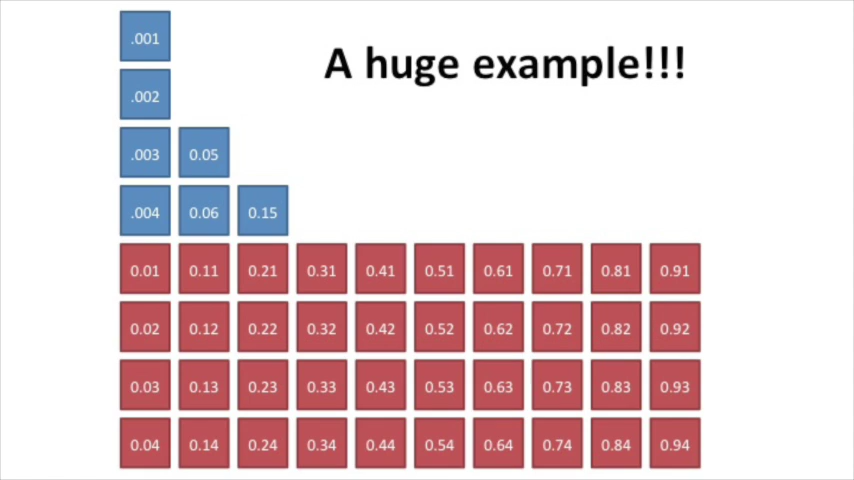 A huge example!!!
.001
.002
.003 0.05
.004 0.06 0.15
0.01 0.11 0.21 0.31 0.41 0.51 0.61 0.71 0.81 0.91
0.02 0.12 0.22 0.32 0.42 0.52 0.62 0.72 0.82 0.92
0.03 0.13 0.23 0.33 0.43 0.53 0.63 0.73 0.83 0.93
0.04 0.14 0.24 0.34 0.44 0.54 0.64 0.74 0.84 0.94